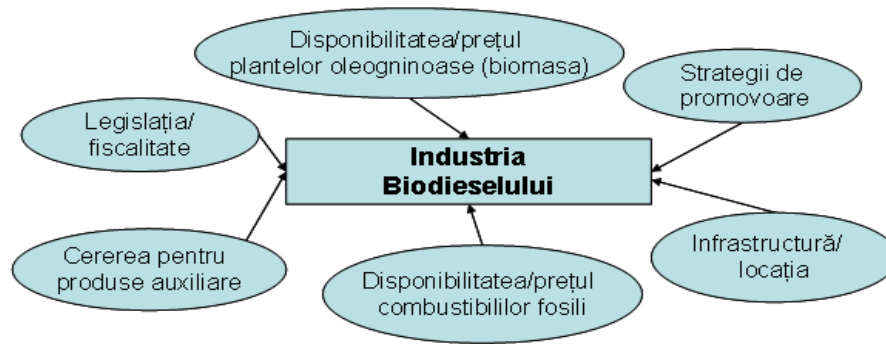 Disponibilitatea/prețul
plantelor oleogninoase (biomasa)
Strategii de
promovoare
Legislația/
fiscalitate
Industria
Biodieselului
Cererea pentru
produse auxiliare
Disponibilitatea/prețul
combustibililor fosili
Infrastructură/
locația